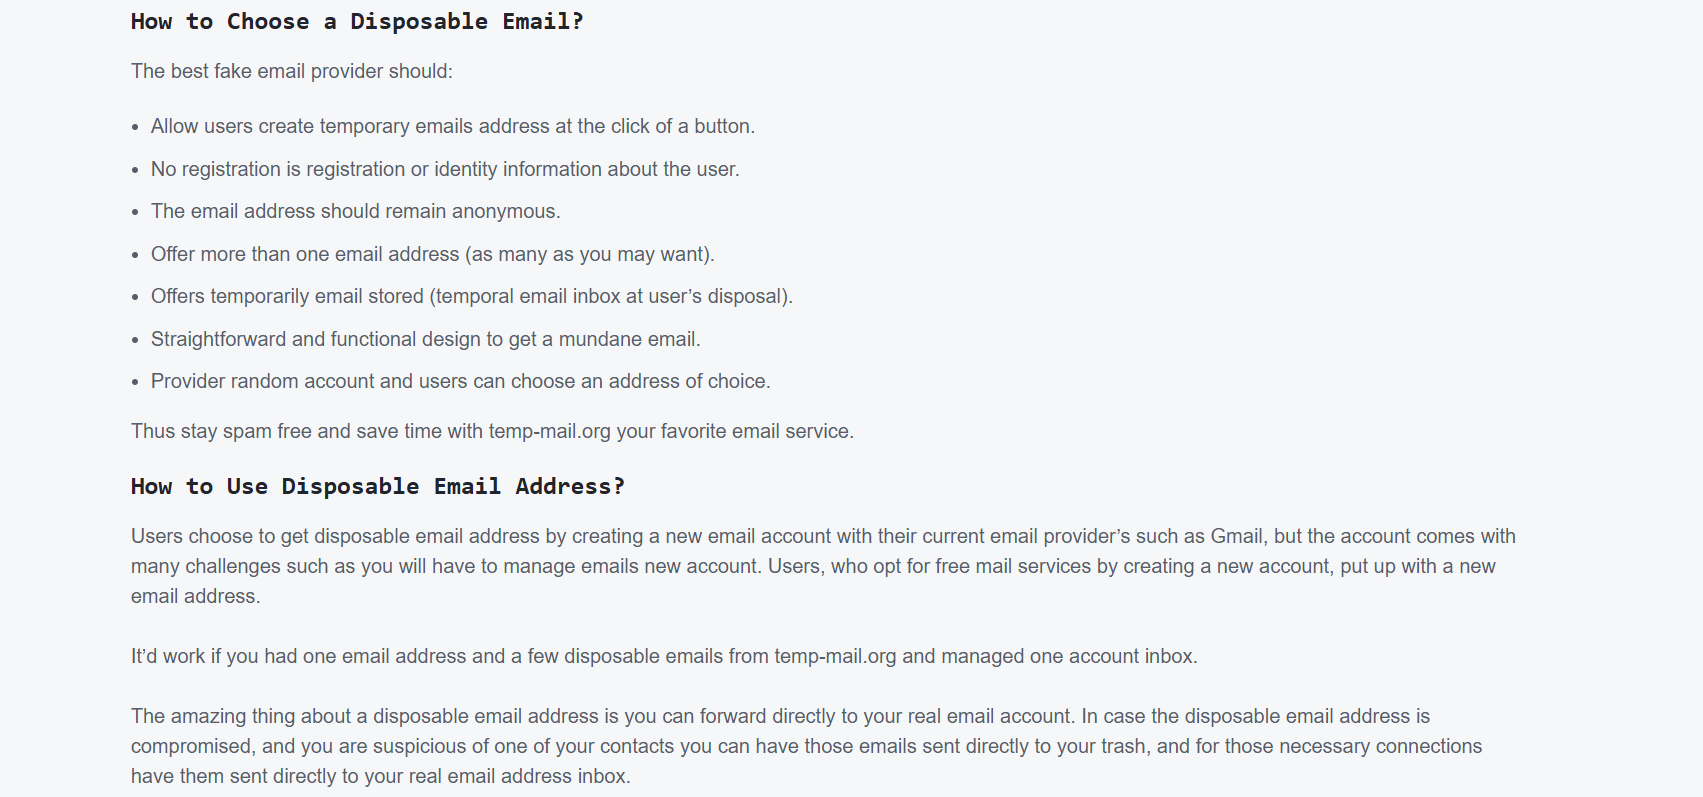 How to Choose a Disposable Email?
The best fake email provider should:
• Allow users create temporary emails address at the click of a button.
• No registration is registration or identity information about the user.
• The email address should remain anonymous.
• Offer more than one email address (as many as you may want).
• Offers temporarily email stored (temporal email inbox at user’s disposal).
• Straightforward and functional design to get a mundane email.
• Provider random account and users can choose an address of choice.
Thus stay spam free and save time with temp-mail.org your favorite email service.
How to Use Disposable Email Address?
Users choose to get disposable email address by creating a new email account with their current email provider’s such as Gmail, but the account comes with
many challenges such as you will have to manage emails new account. Users, who opt for free mail services by creating a new account, put up with a new
email address.
It’d work if you had one email address and a few disposable emails from temp-mail.org and managed one account inbox.
The amazing thing about a disposable email address is you can forward directly to your real email account. In case the disposable email address is
compromised, and you are suspicious of one of your contacts you can have those emails sent directly to your trash, and for those necessary connections
have them sent directly to your real email address inbox.